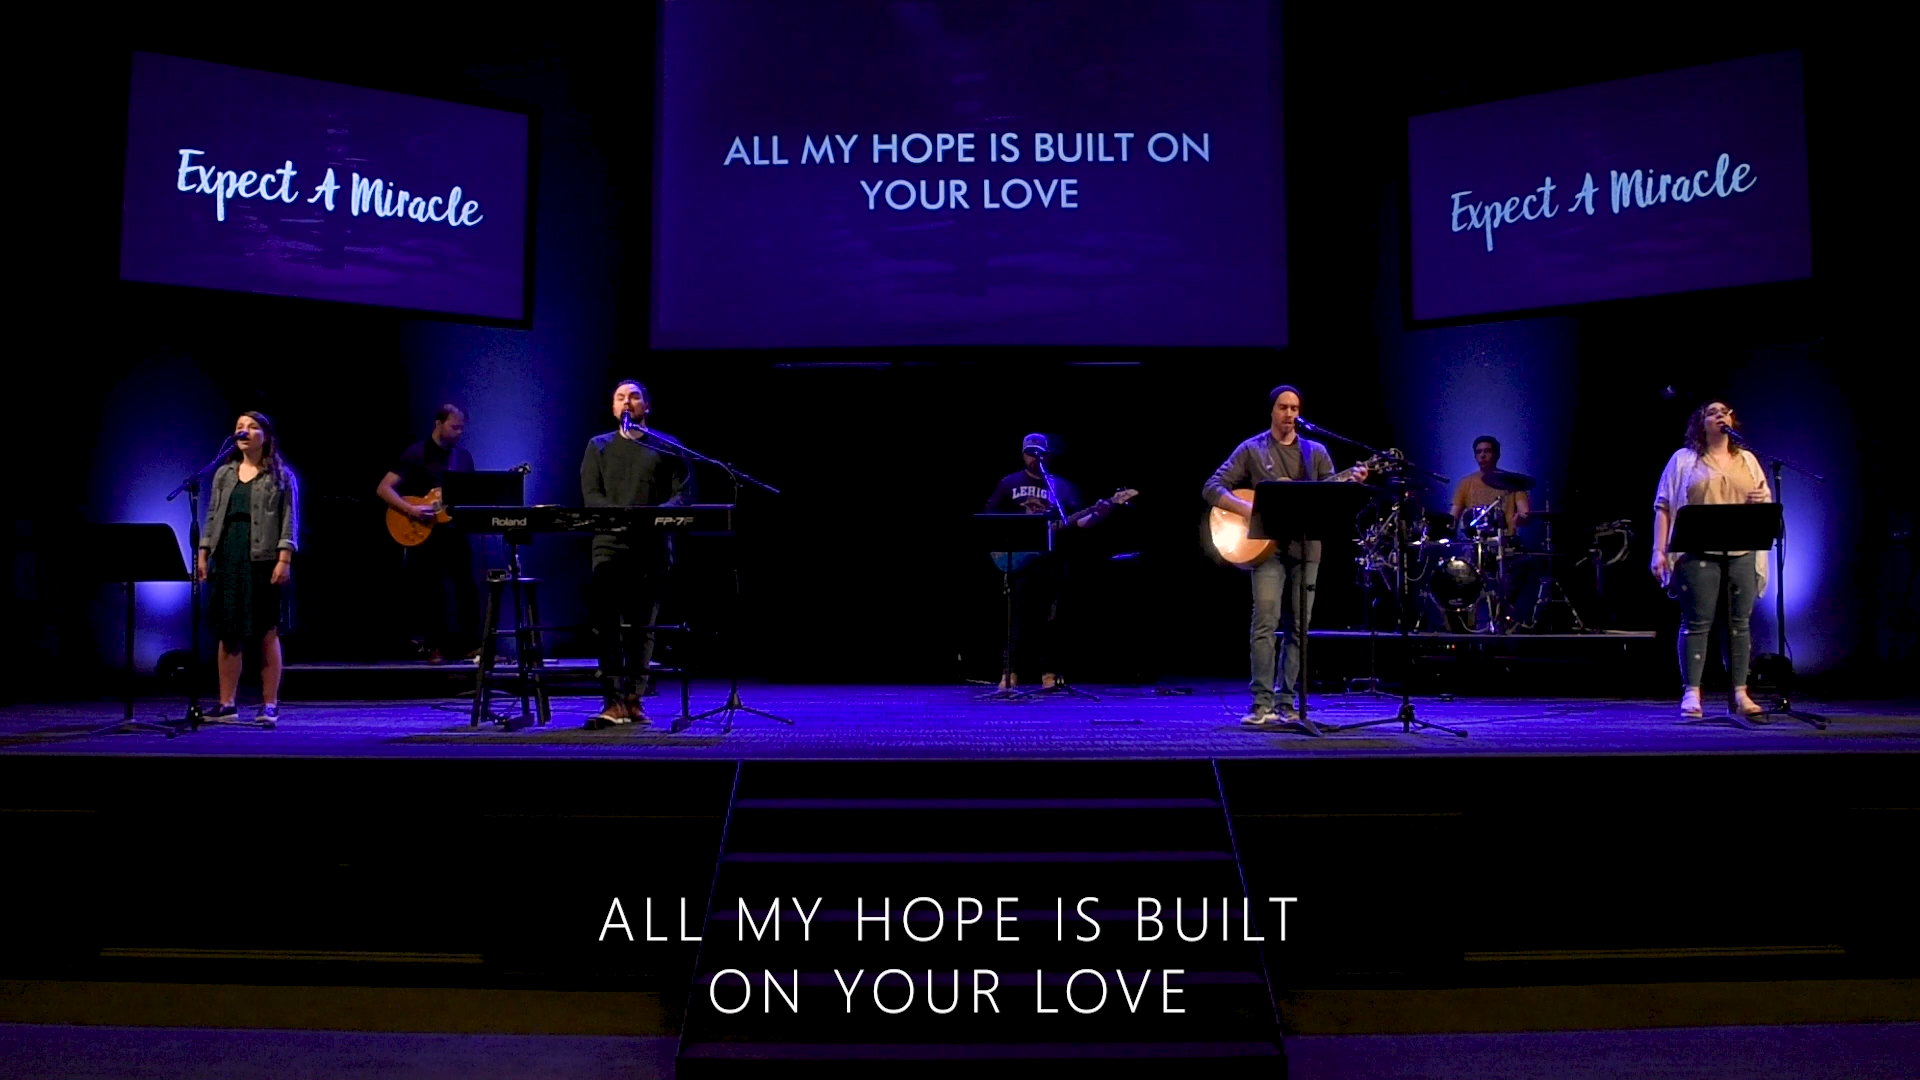 Expect A Miracle
ALL MY HOPE IS BUILT ON
YOUR LOVE
Expect A Miracle
LEHIGH
Roland
FP-7F
ALL MY HOPE IS BUILT
ON YOUR LOVE